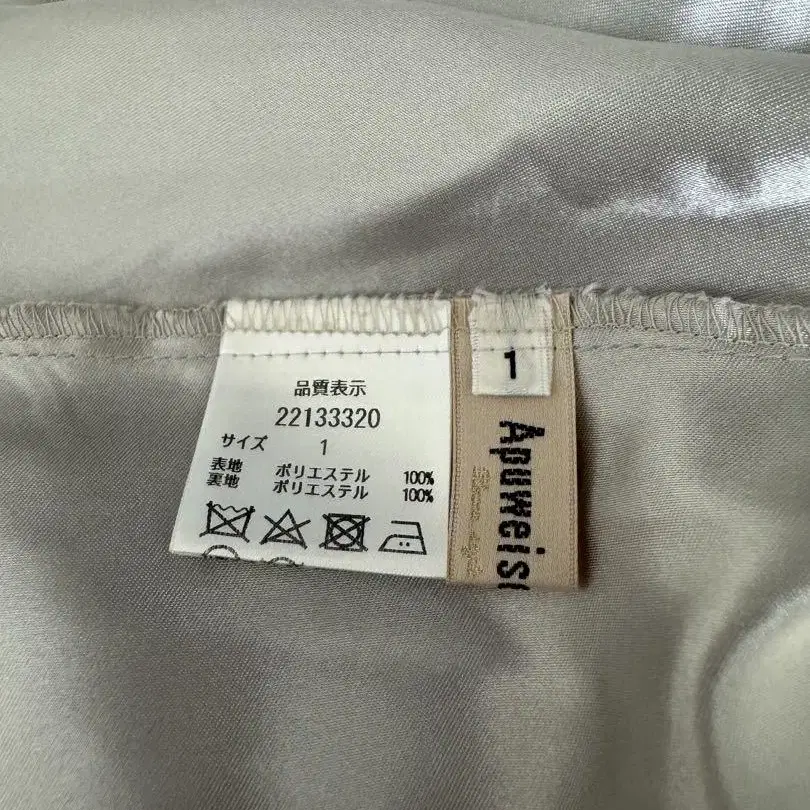 品質表示
22133320
サイズ 1
表地 ポリエステル 100%
裏地 ポリエステル 100%
1
Apuweise